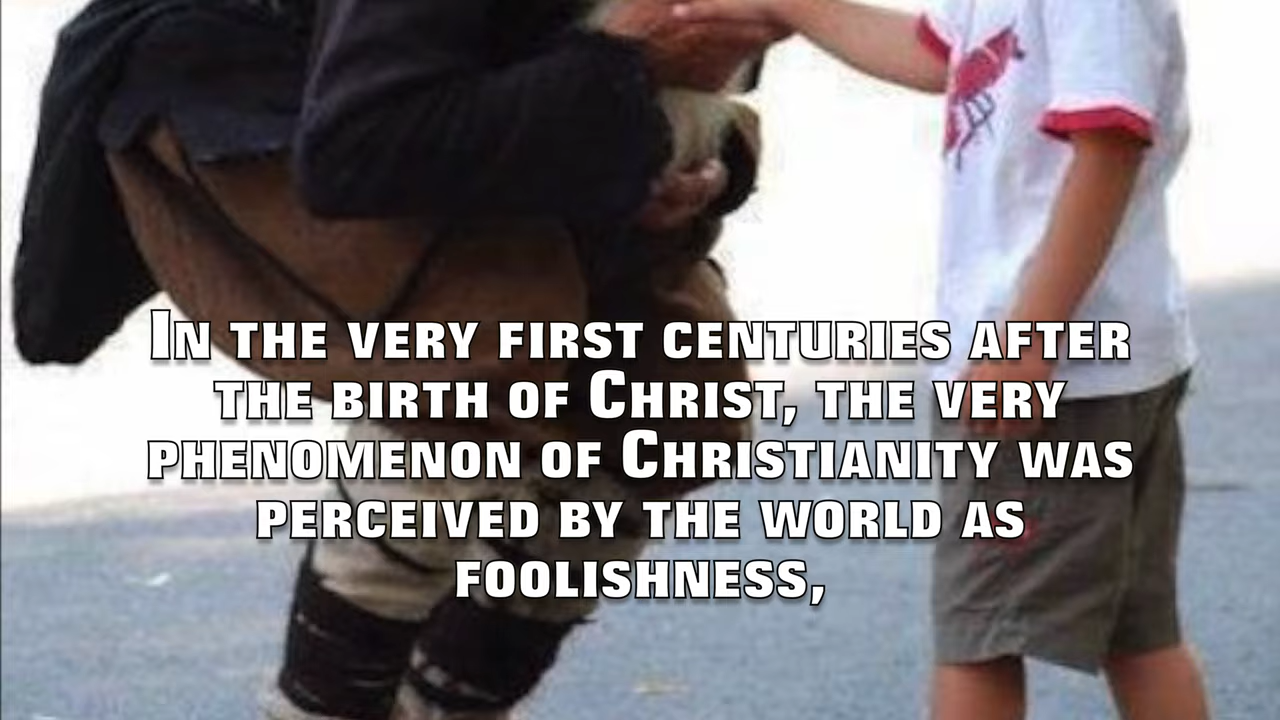 In the very first centuries after
the birth of Christ, the very
phenomenon of Christianity was
perceived by the world as
foolishness,